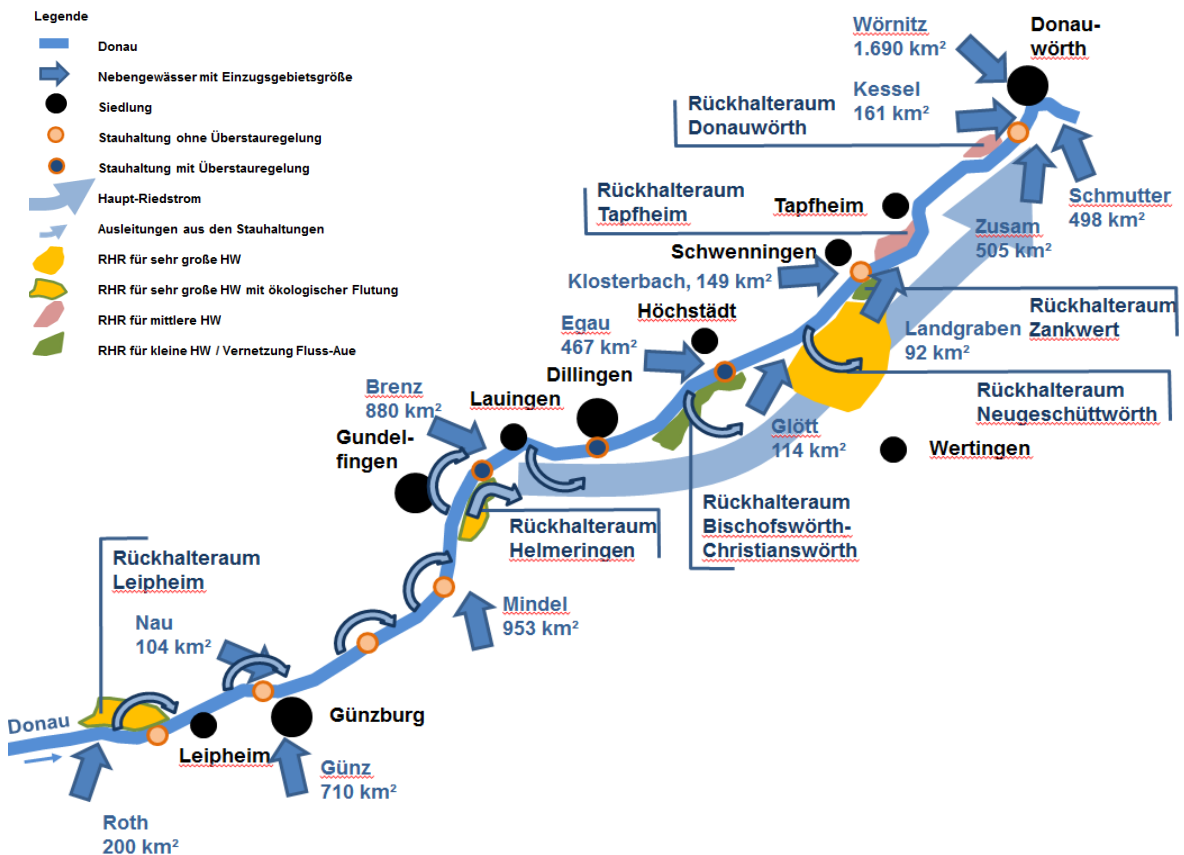 Legende
Donau
Nebengewässer mit Einzugsgebietsgröße
Siedlung
Stauhaltung ohne Überstauregelung
Stauhaltung mit Überstauregelung
Haupt-Riedstrom
Ausleitungen aus den Stauhaltungen
RHR für sehr große HW
RHR für sehr große HW mit ökologischer Flutung
RHR für mittlere HW
RHR für kleine HW / Vernetzung Fluss-Aue
Wörnitz
1.690 km²
Donau-
wörth
Kessel
161 km²
Rückhalteraum
Donauwörth
Schmutter
498 km²
Rückhalteraum
Tapfheim
Tapfheim
Zusam
505 km²
Schwenningen
Klosterbach, 149 km²
Rückhalteraum
Zankwert
Höchstädt
Egau
467 km²
Landgraben
92 km²
Dillingen
Brenz
880 km²
Lauingen
Rückhalteraum
Neugeschüttwörth
Glött
114 km²
Gundel-
fingen
Wertingen
Rückhalteraum
Bischofswörth-
Christianswörth
Rückhalteraum
Helmeringen
Rückhalteraum
Leipheim
Mindel
953 km²
Nau
104 km²
Donau
Günzburg
Leipheim
Günz
710 km²
Roth
200 km²